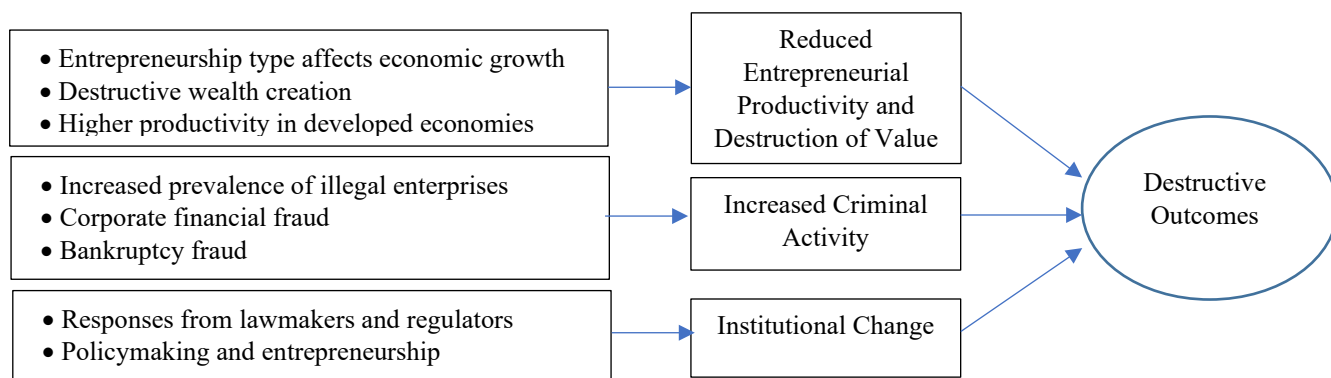 • Entrepreneurship type affects economic growth
• Destructive wealth creation
• Higher productivity in developed economies
Reduced
Entrepreneurial
Productivity and
Destruction of Value
• Increased prevalence of illegal enterprises
• Corporate financial fraud
• Bankruptcy fraud
Increased Criminal
Activity
• Responses from lawmakers and regulators
• Policymaking and entrepreneurship
Institutional Change
Destructive
Outcomes